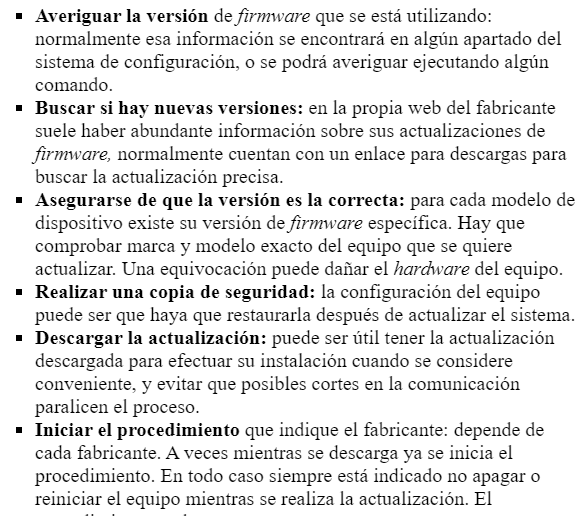 ▪ Averiguar la versión de firmware que se está utilizando:
normalmente esa información se encontrará en algún apartado del
sistema de configuración, o se podrá averiguar ejecutando algún
comando.
▪ Buscar si hay nuevas versiones: en la propia web del fabricante
suele haber abundante información sobre sus actualizaciones de
firmware, normalmente cuentan con un enlace para descargas para
buscar la actualización precisa.
▪ Asegurarse de que la versión es la correcta: para cada modelo de
dispositivo existe su versión de firmware específica. Hay que
comprobar marca y modelo exacto del equipo que se quiere
actualizar. Una equivocación puede dañar el hardware del equipo.
▪ Realizar una copia de seguridad: la configuración del equipo
puede ser que haya que restaurarla después de actualizar el sistema.
▪ Descargar la actualización: puede ser útil tener la actualización
descargada para efectuar su instalación cuando se considere
conveniente, y evitar que posibles cortes en la comunicación
paralicen el proceso.
▪ Iniciar el procedimiento que indique el fabricante: depende de
cada fabricante. A veces mientras se descarga ya se inicia el
procedimiento. En todo caso siempre está indicado no apagar o
reiniciar el equipo mientras se realiza la actualización. El